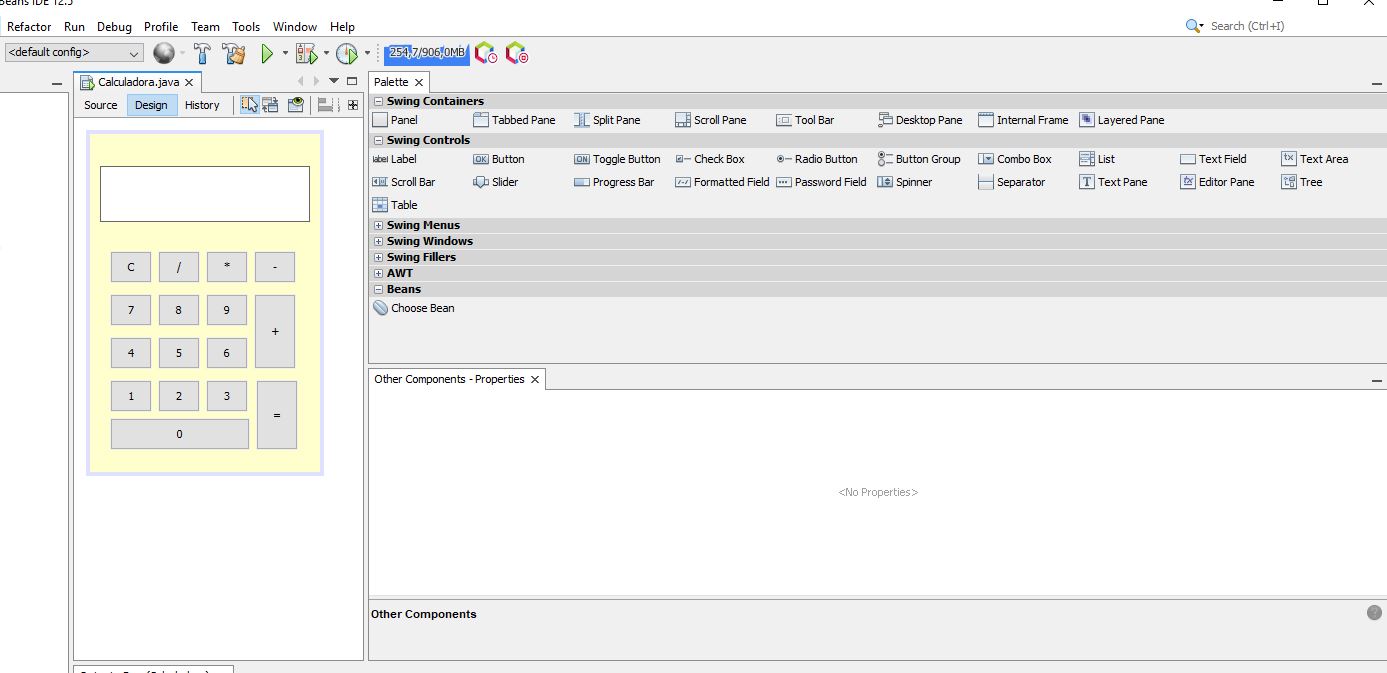 Beans IDE 12.5
Refactor Run Debug Profile Team Tools Window Help
Search (Ctrl+I)
<default config>
254,7/906,0MB
Calculadora.java
Source Design History
C / * -
7 8 9
+
4 5 6
1 2 3
=
0
Palette
Swing Containers
Panel Tabbed Pane Split Pane Scroll Pane Tool Bar Desktop Pane Internal Frame Layered Pane
Swing Controls
label Label OK Button ON Toggle Button Check Box Radio Button Button Group Combo Box List Text Field tx Text Area
Scroll Bar Slider Progress Bar Formatted Field Password Field Spinner Separator T Text Pane Editor Pane Tree
Table
Swing Menus
Swing Windows
Swing Fillers
AWT
Beans
Choose Bean
Other Components - Properties
<No Properties>
Other Components
?